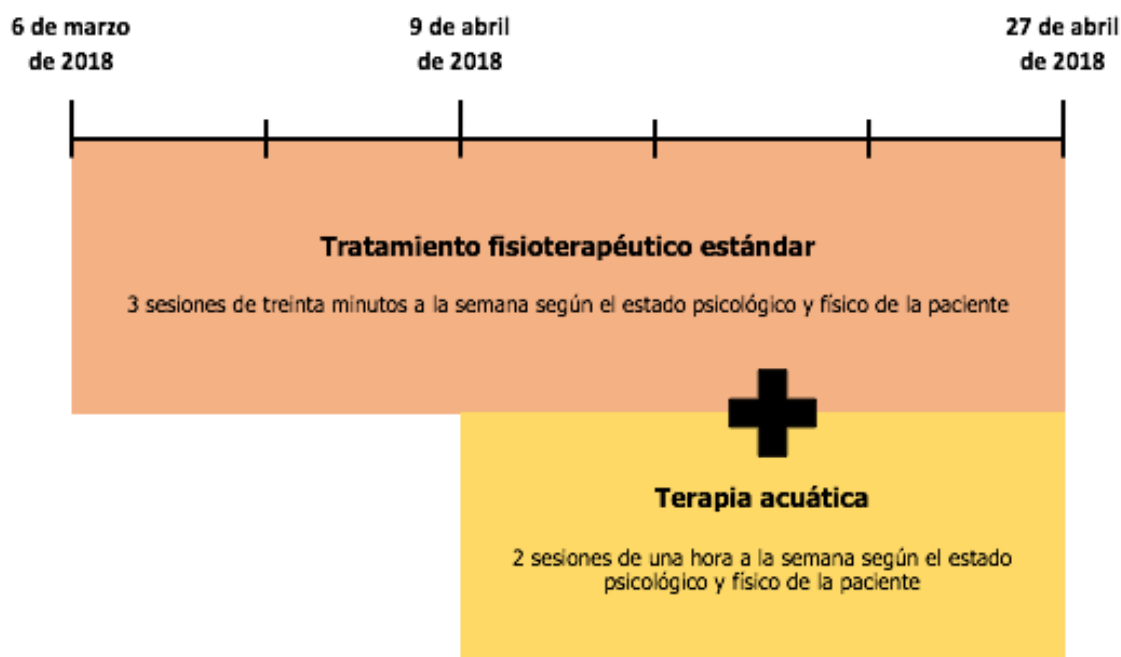 6 de marzo
de 2018
9 de abril
de 2018
27 de abril
de 2018
Tratamiento fisioterapéutico estándar
3 sesiones de treinta minutos a la semana según el estado psicológico y físico de la paciente
Terapia acuática
2 sesiones de una hora a la semana según el estado
psicológico y físico de la paciente